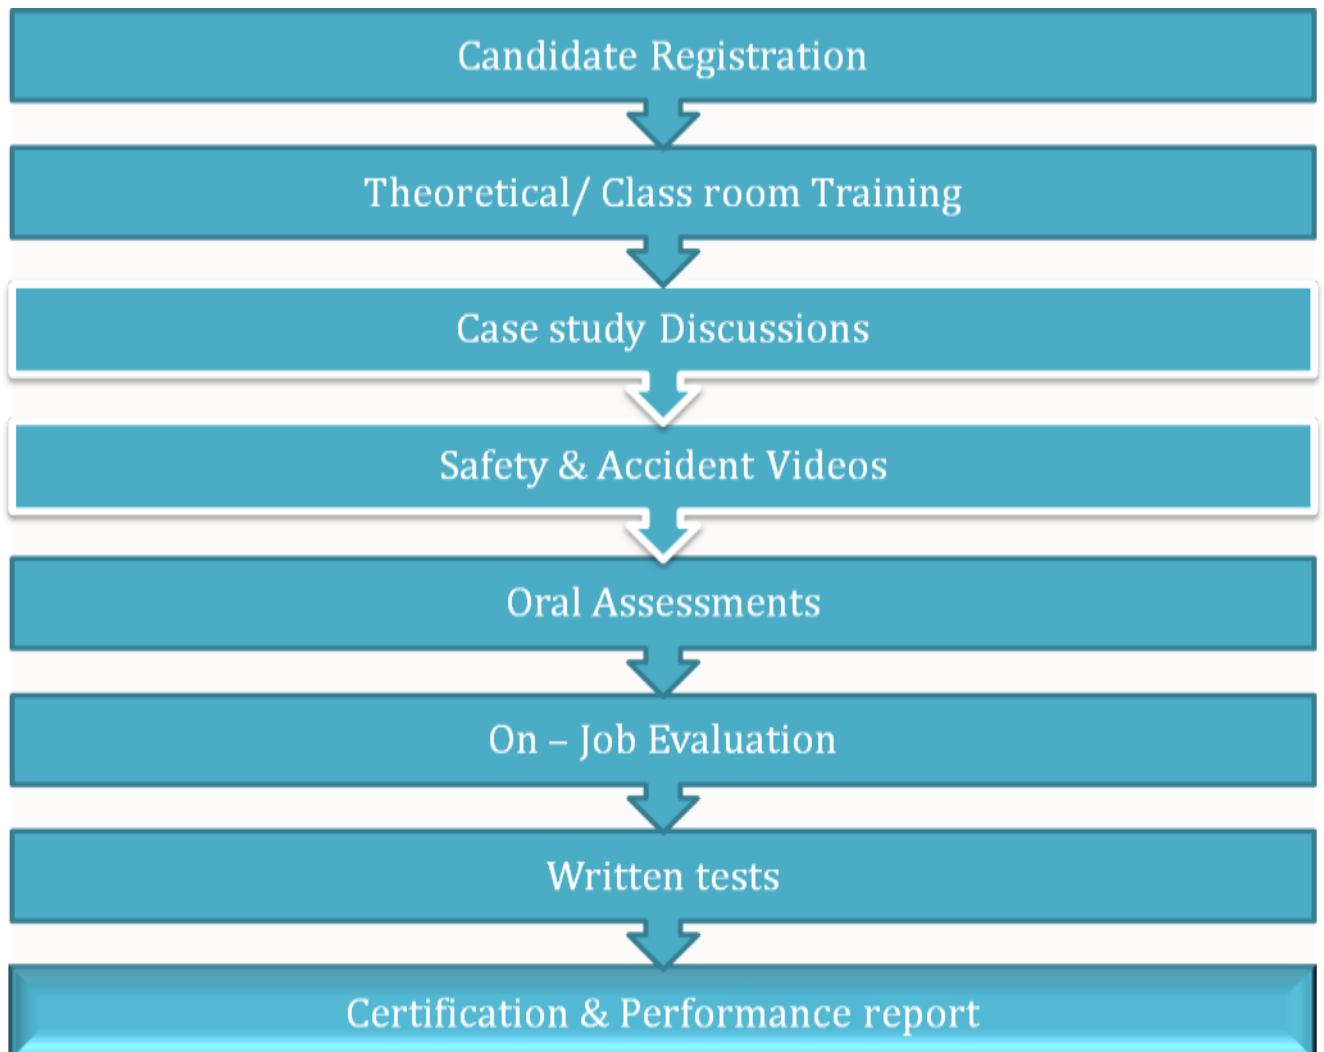 Candidate Registration
Theoretical/ Class room Training
Case study Discussions
Safety & Accident Videos
Oral Assessments
On – Job Evaluation
Written tests
Certification & Performance report